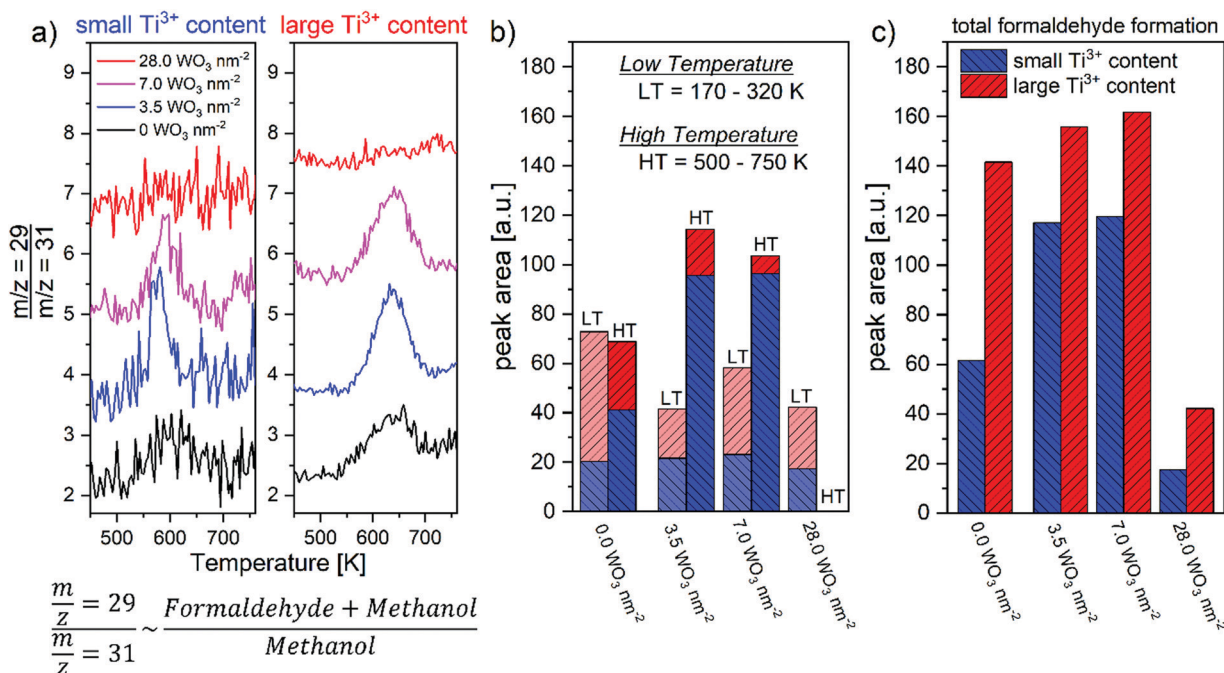 a) small Ti³⁺ content large Ti³⁺ content
28.0 WO₃ nm⁻²
7.0 WO₃ nm⁻²
3.5 WO₃ nm⁻²
0 WO₃ nm⁻²
9
8
7
6
5
4
3
2
9
8
7
6
5
4
3
2
m/z = 29
m/z = 31
500 600 700 500 600 700
Temperature [K]
m/z = 29
m/z = 31
~
Formaldehyde + Methanol
Methanol
b)
180
160
140
120
100
80
60
40
20
0
peak area [a.u.]
Low Temperature
LT = 170 - 320 K
High Temperature
HT = 500 - 750 K
LT HT LT HT LT HT LT HT
0.0 WO₃ nm⁻²
3.5 WO₃ nm⁻²
7.0 WO₃ nm⁻²
28.0 WO₃ nm⁻²
c) total formaldehyde formation
small Ti³⁺ content
large Ti³⁺ content
180
160
140
120
100
80
60
40
20
0
peak area [a.u.]
0.0 WO₃ nm⁻²
3.5 WO₃ nm⁻²
7.0 WO₃ nm⁻²
28.0 WO₃ nm⁻²